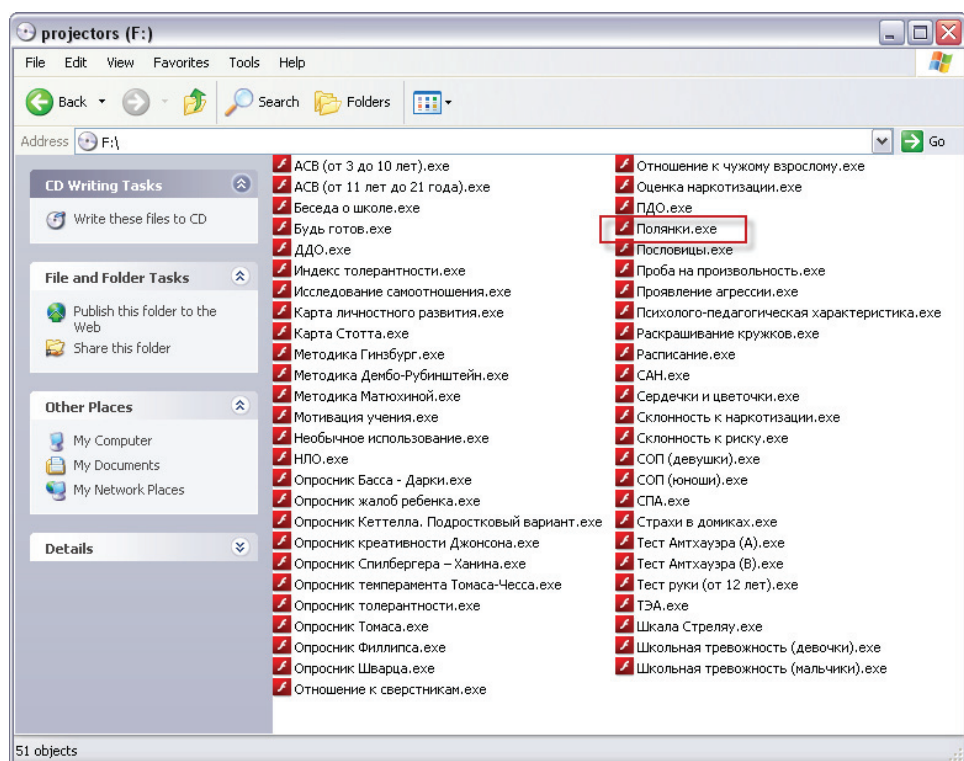 projectors (F:)
File Edit View Favorites Tools Help
Back Search Folders
Address F:\ Go
CD Writing Tasks
Write these files to CD
File and Folder Tasks
Publish this folder to the
Web
Share this folder
Other Places
My Computer
My Documents
My Network Places
Details
АСВ (от 3 до 10 лет).exe
АСВ (от 11 лет до 21 года).exe
Беседа о школе.exe
Будь готов.exe
ДДО.exe
Индекс толерантности.exe
Исследование самоотношения.exe
Карта личностного развития.exe
Карта Стотта.exe
Методика Гинзбург.exe
Методика Дембо-Рубинштейн.exe
Методика Матюхиной.exe
Мотивация учения.exe
Необычное использование.exe
НЛО.exe
Опросник Басса - Дарки.exe
Опросник жалоб ребенка.exe
Опросник Кеттелла. Подростковый вариант.exe
Опросник креативности Джонсона.exe
Опросник Спилбергера – Ханина.exe
Опросник темперамента Томаса-Чесса.exe
Опросник толерантности.exe
Опросник Томаса.exe
Опросник Филлипса.exe
Опросник Шварца.exe
Отношение к сверстникам.exe
Отношение к чужому взрослому.exe
Оценка наркотизации.exe
ПДО.exe
Полянки.exe
Пословицы.exe
Проба на произвольность.exe
Проявление агрессии.exe
Психолого-педагогическая характеристика.exe
Раскрашивание кружков.exe
Расписание.exe
САН.exe
Сердечки и цветочки.exe
Склонность к наркотизации.exe
Склонность к риску.exe
СОП (девушки).exe
СОП (юноши).exe
СПА.exe
Страхи в домиках.exe
Тест Амтхауэра (А).exe
Тест Амтхауэра (В).exe
Тест руки (от 12 лет).exe
ТЭА.exe
Шкала Стреляу.exe
Школьная тревожность (девочки).exe
Школьная тревожность (мальчики).exe
51 objects